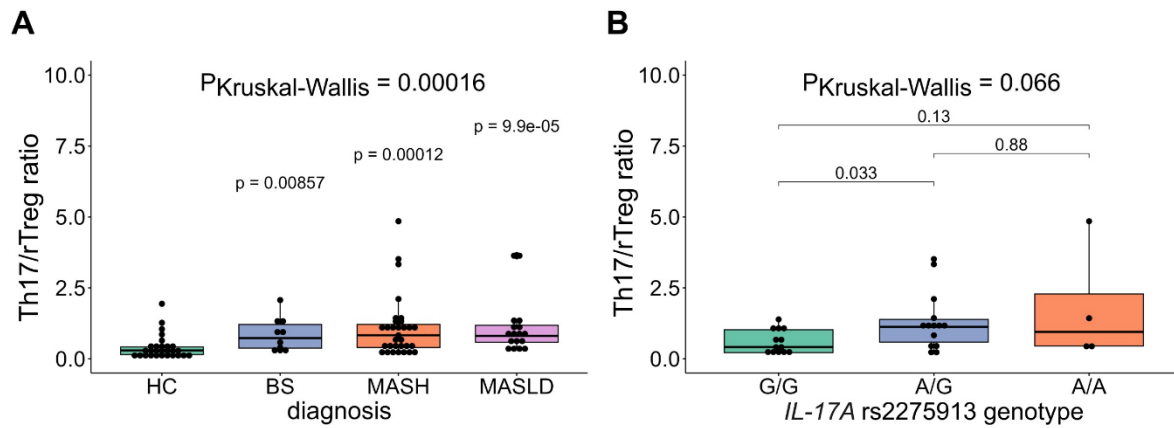 A
PKruskal-Wallis = 0.00016
10.0
7.5
5.0
2.5
0.0
Th17/rTreg ratio
p = 9.9e-05
p = 0.00012
p = 0.00857
HC BS MASH MASLD
diagnosis
B
PKruskal-Wallis = 0.066
10.0
7.5
5.0
2.5
0.0
Th17/rTreg ratio
0.13
0.88
0.033
G/G A/G A/A
IL-17A rs2275913 genotype